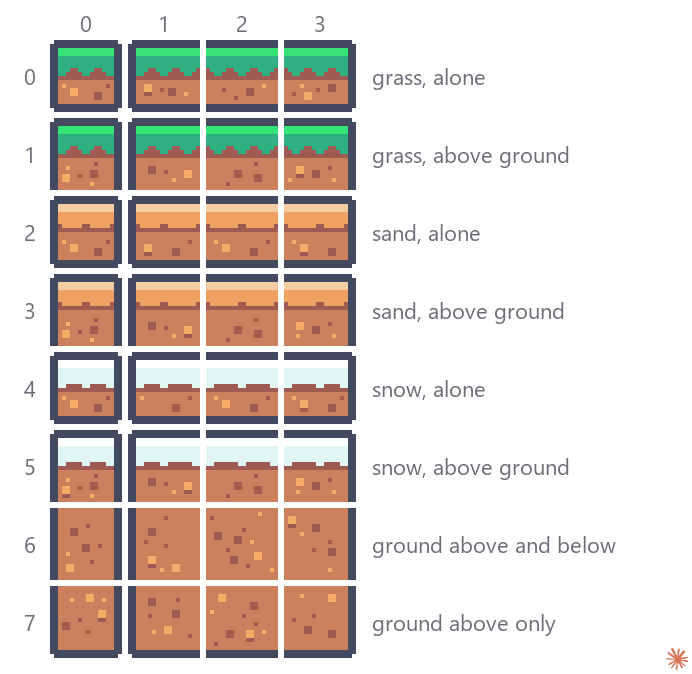 0 1 2 3
0 grass, alone
1 grass, above ground
2 sand, alone
3 sand, above ground
4 snow, alone
5 snow, above ground
6 ground above and below
7 ground above only